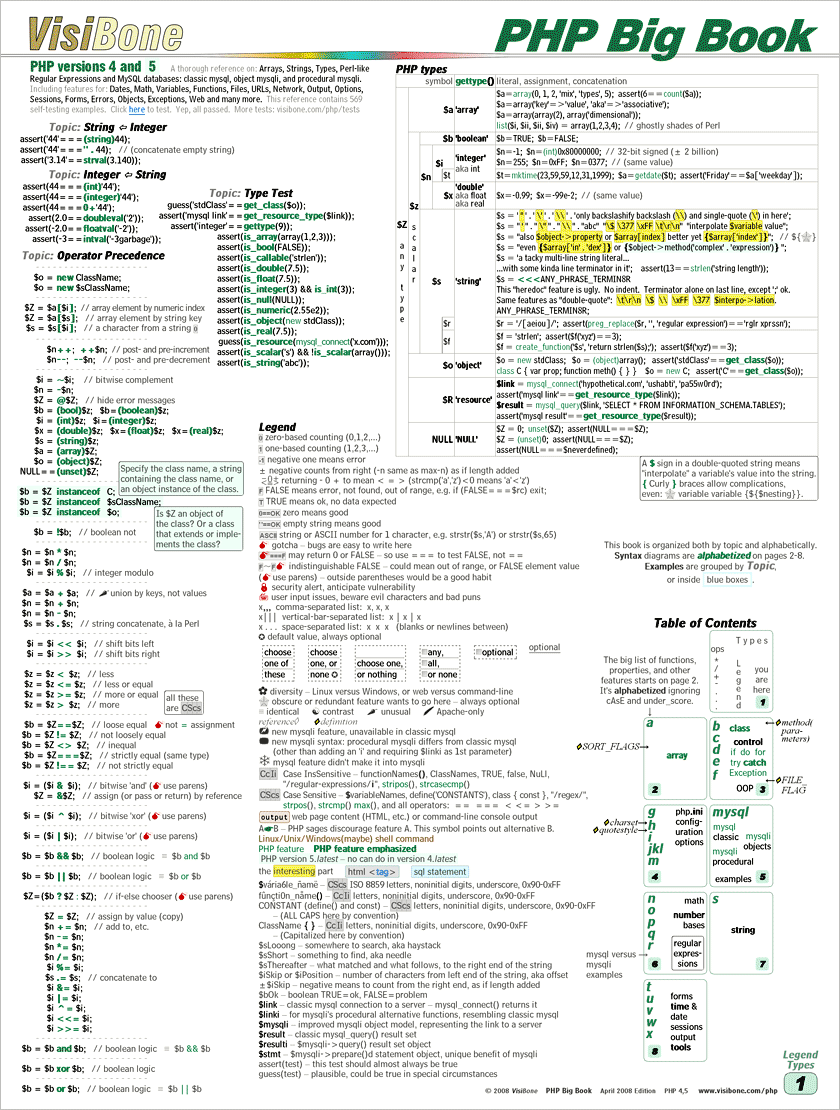 VisiBone
PHP Big Book
PHP versions 4 and 5 A thorough reference on: Arrays, Strings, Types, Perl-like
Regular Expressions and MySQL databases: classic mysql, object mysqli, and procedural mysqli.
Including features for: Dates, Math, Variables, Functions, Files, URLs, Network, Output, Options,
Sessions, Forms, Errors, Objects, Exceptions, Web and many more. This reference contains 569
self-testing examples. Click here to test. Yep, all passed. More tests: visibone.com/php/tests
Topic: String ⇦ Integer
assert('44'===(string)44);
assert('44'===''. 44); // (concatenate empty string)
assert('3.14'===strval(3.140));
Topic: Integer ⇦ String
assert(44===(int)'44');
assert(44===(integer)'44');
assert(44===0+'44');
assert(2.0==doubleval('2'));
assert(-2.0==floatval('-2');
assert(-3==intval('-3garbage');
Topic: Type Test
guess('stdClass'==get_class($o));
assert('mysql link'==get_resource_type($link));
assert('integer'==gettype(9));
assert(is_array(array(1,2,3)));
assert(is_bool(FALSE));
assert(is_callable('strlen'));
assert(is_double(7.5));
assert(is_float(7.5));
assert(is_integer(3) && is_int(3));
assert(is_null(NULL));
assert(is_numeric(2.55e2));
assert(is_object(new stdClass));
assert(is_real(7.5));
guess(is_resource(mysql_connect('x.com')));
assert(is_scalar('s') && !is_scalar(array()));
assert(is_string('abc'));
Topic: Operator Precedence
$o = new ClassName;
$o = new $sClassName;
$Z = $a[$i]; // array element by numeric index
$Z = $a[$s]; // array element by string key
$s = $s[$i]; // a character from a string 0
$n++; ++$n; // post- and pre-increment
$n--; --$n; // post- and pre-decrement
$i = ~$i; // bitwise complement
$n = -$n;
$Z = @$Z; // hide error messages
$b = (bool)$z; $b=(boolean)$z;
$i = (int)$z; $i=(integer)$z;
$x = (double)$z; $x=(float)$z; $x=(real)$z;
$s = (string)$z;
$a = (array)$Z;
$o = (object)$Z;
NULL==(unset)$Z;
Specify the class name, a string
containing the class name, or
an object instance of the class.
$b = $Z instanceof C;
$b = $Z instanceof $sClassName;
$b = $Z instanceof $o;
Is $Z an object of
the class? Or a class
that extends or imple-
ments the class?
$b = !$b; // boolean not
$n = $n * $n;
$n = $n / $n;
$i = $i % $i; // integer modulo
$a = $a + $a; // union by keys, not values
$n = $n + $n;
$n = $n - $n;
$s = $s . $s; // string concatenate, à la Perl
$i = $i << $i; // shift bits left
$i = $i >> $i; // shift bits right
$z = $z < $z; // less
$z = $z <= $z; // less or equal
$z = $z >= $z; // more or equal
$z = $z > $z; // more
all these
are CScs
$b = $Z==$Z; // loose equal not = assignment
$b = $Z != $Z; // not loosely equal
$b = $Z <> $Z; // inequal
$b = $Z===$Z; // strictly equal (same type)
$b = $Z !== $Z; // not strictly equal
$i = ($i & $i); // bitwise 'and' ( use parens)
$Z = &$Z; // assign (or pass or return) by reference
$i = ($i ^ $i); // bitwise 'xor' ( use parens)
$i = ($i | $i); // bitwise 'or' ( use parens)
$b = $b && $b; // boolean logic = $b and $b
$b = $b || $b; // boolean logic = $b or $b
$Z=($b ? $Z : $Z); // if-else chooser ( use parens)
$Z = $Z; // assign by value (copy)
$n += $n; // add to, etc.
$n -= $n;
$n *= $n;
$n /= $n;
$i %= $i;
$s .= $s; // concatenate to
$i &= $i;
$i |= $i;
$i ^= $i;
$i <<= $i;
$i >>= $i;
$b = $b and $b; // boolean logic = $b && $b
$b = $b xor $b; // boolean logic
$b = $b or $b; // boolean logic = $b || $b
PHP types
symbol gettype() literal, assignment, concatenation
$a 'array'
$a=array(0, 1, 2, 'mix', 'types', 5); assert(6==count($a));
$a=array('key'=>'value', 'aka'=>'associative');
$a=array(array(2), array('dimensional'));
list($i, $ii, $iii, $iv) = array(1,2,3,4); // ghostly shades of Perl
$b 'boolean' $b=TRUE; $b=FALSE;
$n
$i 'integer'
aka int
$n=-1; $n=(int)0x80000000; // 32-bit signed (± 2 billion)
$n=255; $n=0xFF; $n=0377; // (same value)
$t $t=mktime(23,59,59,12,31,1999); $a=getdate($t); assert('Friday'==$a['weekday']);
'double'
$x aka float
aka real
$x=-0.99; $x=-99e-2; // (same value)
$Z any type
$z scalar
$s 'string'
$s = '"' . '\'' . '\\' . 'only backslashify backslash (\\) and single-quote (\') in here';
$s = "'" . "\"" . "\\" . "abc" "\$ \377 \xFF \t\r\n" "interpolate $variable value";
$s = "also $object->property or $array[index] better yet {$array['index']}"; // ${}
$s = "even {$array['in' . 'dex']} or {$object->method('complex' . 'expression')}";
$s = 'a tacky multi-line string literal...
...with some kinda line terminator in it'; assert(13==strlen('string length'));
$s = <<<ANY_PHRASE_TERMIN8R
This "heredoc" feature is ugly. No indent. Terminator alone on last line, except ';' ok.
Same features as "double-quote": \t\r\n \$ \\ \xFF \377 $interpo->lation.
ANY_PHRASE_TERMIN8R;
$r $r = '/[aeiou]/'; assert(preg_replace($r, '', 'regular expression')=='rglr xprssn');
$f $f = 'strlen'; assert($f('xyz')==3);
$f = create_function('$s', 'return strlen($s);'); assert($f('xyz')==3);
$o 'object'
$o = new stdClass; $o = (object)array(); assert('stdClass'==get_class($o));
class C { var prop; function meth() { } } $o = new C; assert('C'==get_class($o));
$R 'resource'
$link = mysql_connect('hypothetical.com', 'ushabti', 'pa55w0rd');
assert('mysql link'==get_resource_type($link));
$result = mysql_query($link, 'SELECT * FROM INFORMATION_SCHEMA.TABLES');
assert('mysql result'==get_resource_type($result);
NULL 'NULL'
$Z = 0; unset($Z); assert(NULL===$Z);
$Z = (unset)0; assert(NULL===$Z);
assert(NULL===$neverdefined);
A $ sign in a double-quoted string means
"interpolate" a variable's value into the string.
{ Curly } braces allow complications,
even: variable variable {${$nesting}}.
Legend
0 zero-based counting (0,1,2,...)
1 one-based counting (1,2,3,...)
-1 negative one means error
± negative counts from right (-n same as max-n) as if length added
returning - 0 + to mean < = > (strcmp('a','z')<0 means 'a'<'z')
F FALSE means error, not found, out of range, e.g. if (FALSE===$rc) exit;
T TRUE means ok, no data expected
0==OK zero means good
''==OK empty string means good
ASCII string or ASCII number for 1 character, e.g. strstr($s,'A') or strstr($s,65)
gotcha – bugs are easy to write here
===F may return 0 or FALSE – so use === to test FALSE, not ==
F~F indistinguishable FALSE – could mean out of range, or FALSE element value
( use parens) – outside parentheses would be a good habit
security alert, anticipate vulnerability
user input issues, beware evil characters and bad puns
x,,, comma-separated list: x, x, x
x||| vertical-bar-separated list: x | x | x
x... space-separated list: x x x (blanks or newlines between)
default value, always optional
choose one of these
choose one, or none
choose one, or nothing
any, all, or none
optional
optional
diversity – Linux versus Windows, or web versus command-line
obscure or redundant feature wants to go here – always optional
identical contrast unusual Apache-only
reference definition
new mysqli feature, unavailable in classic mysql
new mysqli syntax: procedural mysqli differs from classic mysql
(other than adding an 'i' and requiring $linki as 1st parameter)
mysql feature didn't make it into mysqli
CcIi Case InsSensitive – functionNames(), ClassNames, TRUE, false, NuLl,
"/regular-expressions/i", stripos(), strcasecmp()
CScs Case Sensitive – $variableNames, define('CONSTANTS'), class { const }, "/regex/",
strpos(), strcmp() max(), and all operators: == === < <= > >=
output web page content (HTML, etc.) or command-line console output
A B – PHP sages discourage feature A. This symbol points out alternative B.
Linux/Unix/Windows(maybe) shell command
PHP feature PHP feature emphasized
PHP version 5.latest – no can do in version 4.latest
the interesting part html <tag> sql statement
$vária6le_ñamë – CScs ISO 8859 letters, noninitial digits, underscore, 0x90-0xFF
fûnçtiOn_nâme() – CcIi letters, noninitial digits, underscore, 0x90-0xFF
CONSTANT (define() and const) – CScs letters, noninitial digits, underscore, 0x90-0xFF
– (ALL CAPS here by convention)
ClassName { } – CcIi letters, noninitial digits, underscore, 0x90-0xFF
– (Capitalized here by convention)
$sLooong – somewhere to search, aka haystack
$sShort – something to find, aka needle
$sThereafter – what matched and what follows, to the right end of the string
$iSkip or $iPosition – number of characters from left end of the string, aka offset
±$iSkip – negative means to count from the right end, as if length added
$bOk – boolean TRUE=ok, FALSE=problem
$link – classic mysql connection to a server – mysql_connect() returns it
$linki – for mysqli's procedural alternative functions, resembling classic mysql
$mysqli – improved mysqli object model, representing the link to a server
$result – classic mysql_query() result set
$resulti – $mysqli->query() result set object
$stmt – $mysqli->prepare()d statement object, unique benefit of mysqli
assert(test) – this test should almost always be true
guess(test) – plausible, could be true in special circumstances
This book is organized both by topic and alphabetically.
Syntax diagrams are alphabetized on pages 2-8.
Examples are grouped by Topic,
or inside blue boxes .
Table of Contents
The big list of functions,
properties, and other
features starts on page 2.
It's alphabetized ignoring
cAsE and under_score.
ops * / + - .
Types
Legend
you are here
1
SORT_FLAGS
a
array
2
b c d e f
class
control
if do for
try catch
Exception
OOP 3
method( para- meters)
FILE_ FLAG
charset
quotestyle
g h i jkl m
php.ini
config-
uration
options
4
mysql
mysql
classic mysqli
objects
mysqli
procedural
examples 5
n o p q r
math
number
bases
regular
expres-
sions
6
mysql versus
mysqli
examples
s
string
7
t u v w x
forms
time &
date
sessions
output
tools
8
Legend
Types
1
© 2008 VisiBone PHP Big Book April 2008 Edition PHP 4,5 www.visibone.com/php